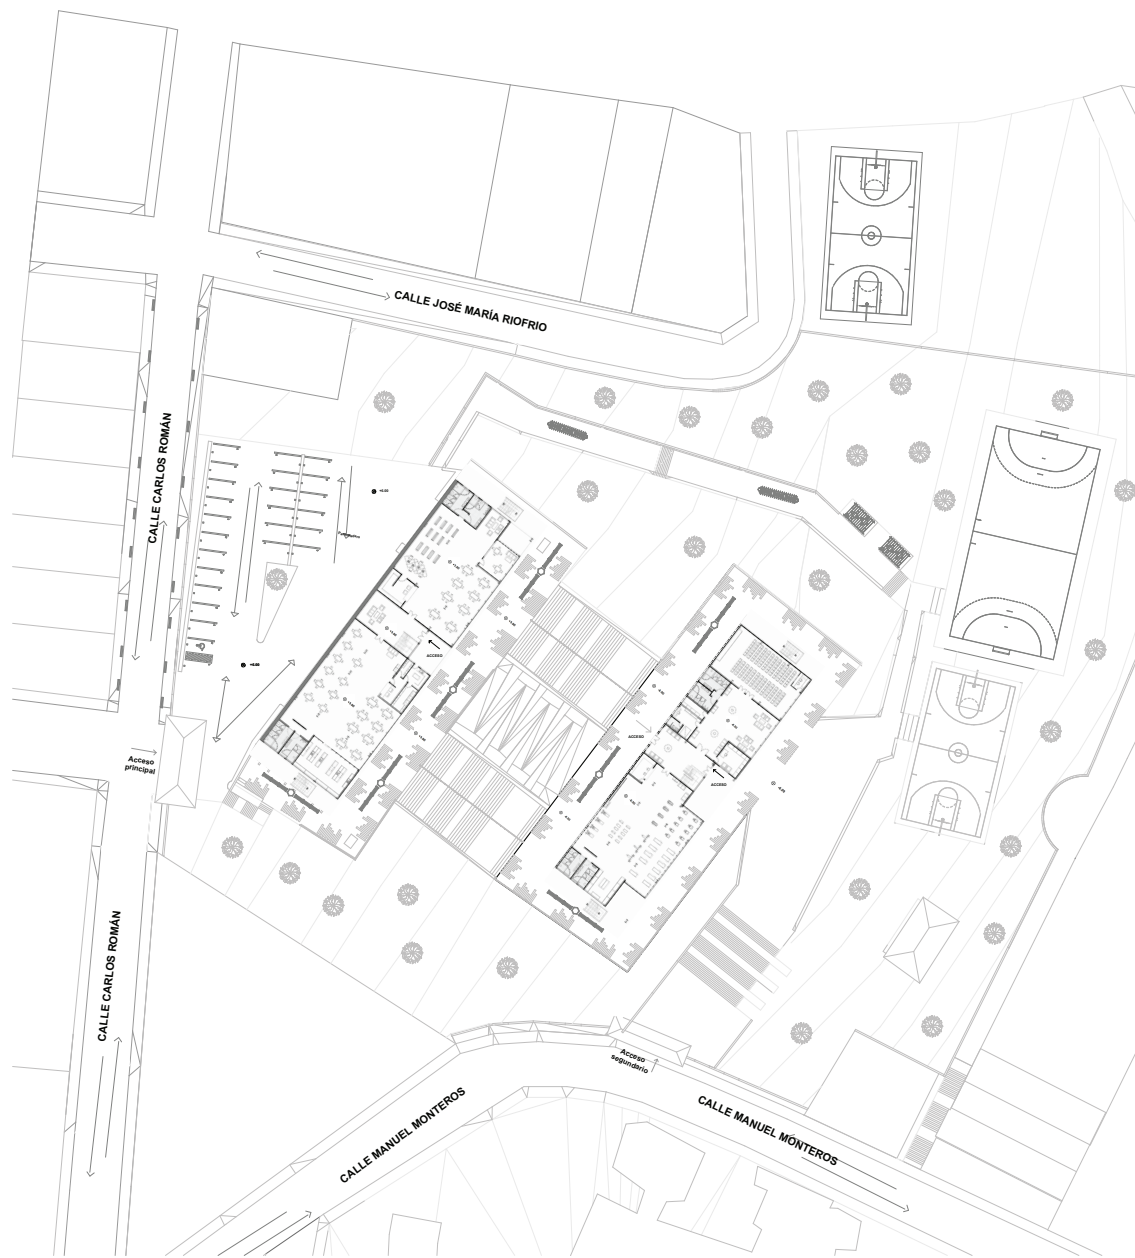 CALLE JOSÉ MARÍA RIOFRIO
CALLE CARLOS ROMÁN
ACCESO
ACCESO
ACCESO
Acceso
principal
CALLE CARLOS ROMÁN
Acceso
segundario
CALLE MANUEL MONTEROS
CALLE MANUEL MONTEROS